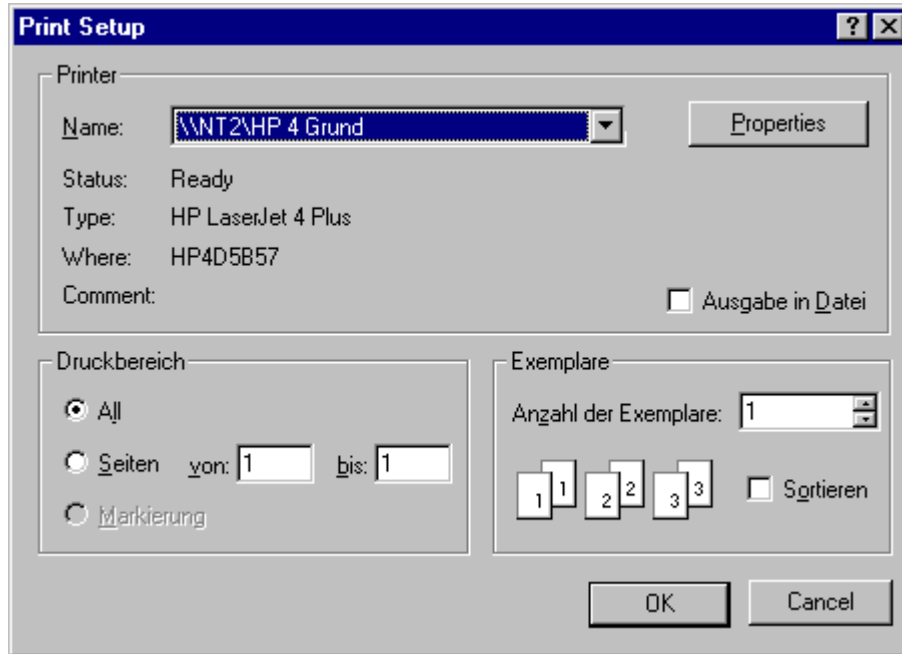 Print Setup
Printer
Name: \\NT2\HP 4 Grund Properties
Status: Ready
Type: HP LaserJet 4 Plus
Where: HP4D5B57
Comment: Ausgabe in Datei
Druckbereich
All
Seiten von: 1 bis: 1
Markierung
Exemplare
Anzahl der Exemplare: 1
1 1 2 2 3 3 Sortieren
OK Cancel